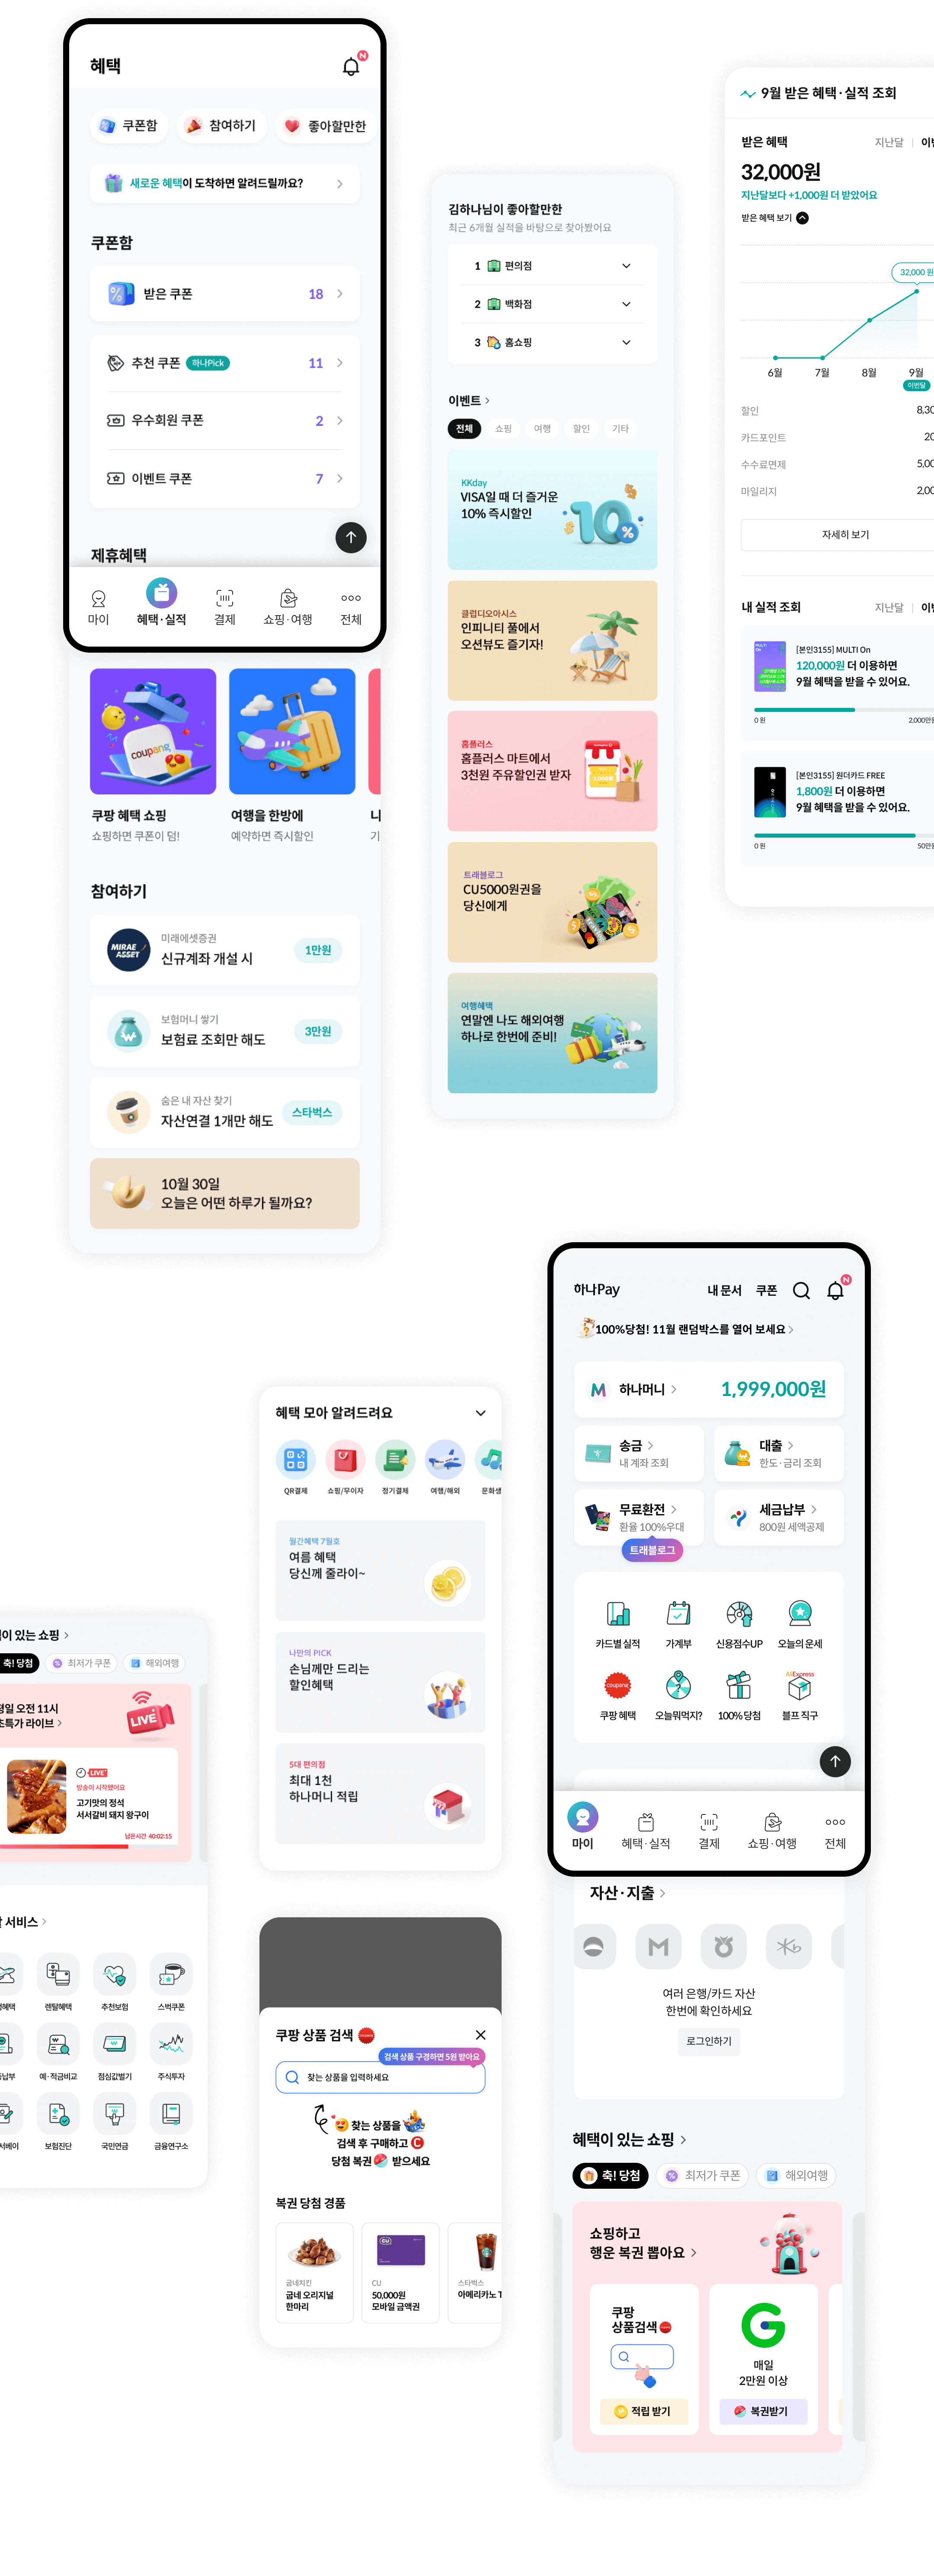 혜택
N
쿠폰함
참여하기
좋아할만한
새로운 혜택이 도착하면 알려드릴까요?
쿠폰함
받은 쿠폰
18
추천 쿠폰
하나Pick
11
우수회원 쿠폰
2
이벤트 쿠폰
7
제휴혜택
마이
혜택·실적
결제
쇼핑·여행
전체
coupang
쿠팡 혜택 쇼핑
쇼핑하면 쿠폰이 덤!
여행을 한방에
예약하면 즉시할인
참여하기
MIRAE ASSET
미래에셋증권
신규계좌 개설 시
1만원
보험머니 쌓기
보험료 조회만 해도
3만원
숨은 내 자산 찾기
자산연결 1개만 해도
스타벅스
10월 30일
오늘은 어떤 하루가 될까요?
김하나님이 좋아할만한
최근 6개월 실적을 바탕으로 찾아봤어요
1 편의점
2 백화점
3 홈쇼핑
이벤트
전체
쇼핑
여행
할인
기타
KKday
VISA일 때 더 즐거운
10% 즉시할인
10%
클럽디오아시스
인피니티 풀에서
오션뷰도 즐기자!
홈플러스
홈플러스 마트에서
3천원 주유할인권 받자
트래블로그
CU5000원권을
당신에게
여행혜택
연말엔 나도 해외여행
하나로 한번에 준비!
9월 받은 혜택·실적 조회
받은 혜택
지난달
32,000원
지난달보다 +1,000원 더 받았어요
받은 혜택 보기
32,000 원
6월
7월
8월
9월
이번달
할인
8,30
카드포인트
20
수수료면제
5,00
마일리지
2,00
자세히 보기
내 실적 조회
지난달
[본인3155] MULTI On
120,000원 더 이용하면
9월 혜택을 받을 수 있어요.
0 원
2,000만원
[본인3155] 원더카드 FREE
1,800원 더 이용하면
9월 혜택을 받을 수 있어요.
0 원
50만원
하나Pay
내 문서
쿠폰
N
100%당첨! 11월 랜덤박스를 열어 보세요
하나머니
1,999,000원
송금
내 계좌 조회
대출
한도·금리 조회
무료환전
환율 100%우대
트래블로그
세금납부
800원 세액공제
카드별 실적
가계부
신용점수UP
오늘의 운세
coupang
AliExpress
쿠팡 혜택
오늘뭐먹지?
100% 당첨
블프 직구
마이
혜택·실적
결제
쇼핑·여행
전체
자산·지출
여러 은행/카드 자산
한번에 확인하세요
로그인하기
혜택이 있는 쇼핑
축! 당첨
최저가 쿠폰
해외여행
쇼핑하고
행운 복권 뽑아요
쿠팡
상품검색
적립 받기
매일
2만원 이상
복권받기
혜택 모아 알려드려요
QR결제
쇼핑/무이자
정기결제
여행/해외
문화생
월간혜택 7월호
여름 혜택
당신께 줄라이~
나만의 PICK
손님께만 드리는
할인혜택
5대 편의점
최대 1천
하나머니 적립
이 있는 쇼핑
축! 당첨
최저가 쿠폰
해외여행
일 오전 11시
특가 라이브
LIVE
LIVE
방송이 시작됐어요
고기맛의 정석
서서갈비 돼지 왕구이
남은시간 40:02:15
서비스
혜택
렌탈혜택
추천보험
스벅쿠폰
납부
예·적금비교
점심값벌기
주식투자
서베이
보험진단
국민연금
금융연구소
쿠팡 상품 검색
coupang
검색 상품 구경하면 5원 받아요
찾는 상품을 입력하세요
찾는 상품을
검색 후 구매하고 C
당첨 복권 받으세요
복권 당첨 경품
굽네치킨
굽네 오리지널
한마리
CU
CU
50,000원
모바일 금액권
스타벅스
아메리카노 T